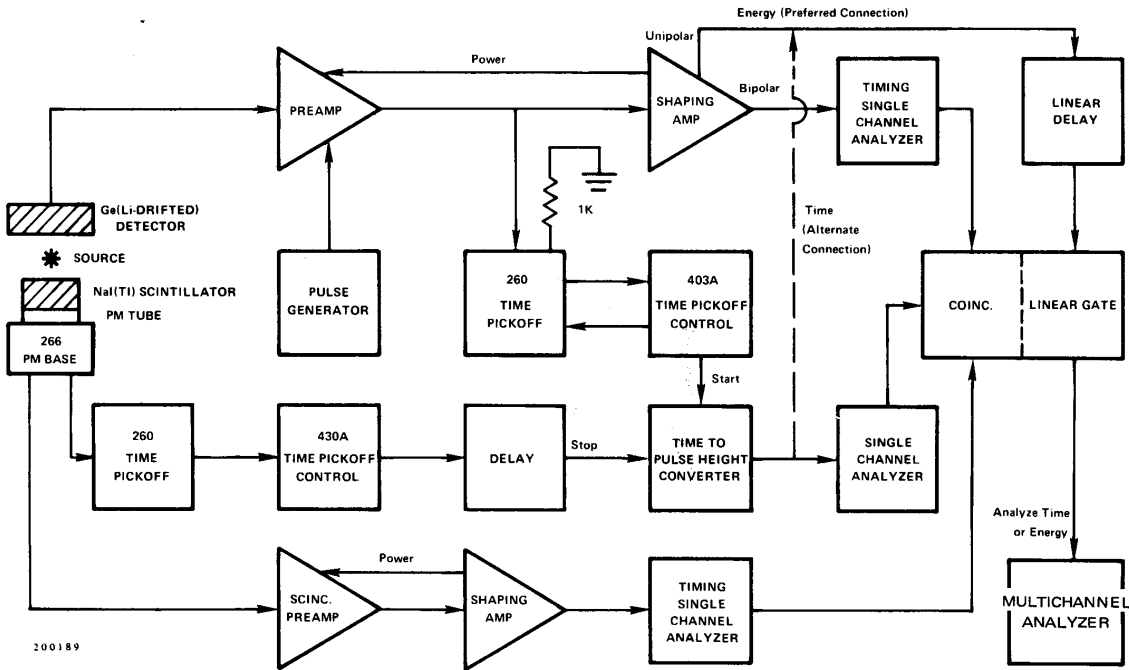 Energy (Preferred Connection)
Unipolar
Power
PREAMP
SHAPING
AMP
Bipolar
TIMING
SINGLE
CHANNEL
ANALYZER
LINEAR
DELAY
1K
Ge(Li-DRIFTED)
DETECTOR
SOURCE
NaI(Tl) SCINTILLATOR
PM TUBE
266
PM BASE
PULSE
GENERATOR
260
TIME
PICKOFF
403A
TIME PICKOFF
CONTROL
Time
(Alternate
Connection)
COINC.
LINEAR GATE
Start
260
TIME
PICKOFF
430A
TIME PICKOFF
CONTROL
DELAY
Stop
TIME TO
PULSE HEIGHT
CONVERTER
SINGLE
CHANNEL
ANALYZER
Analyze Time
or Energy
Power
SCINC.
PREAMP
SHAPING
AMP
TIMING
SINGLE
CHANNEL
ANALYZER
MULTICHANNEL
ANALYZER
200189